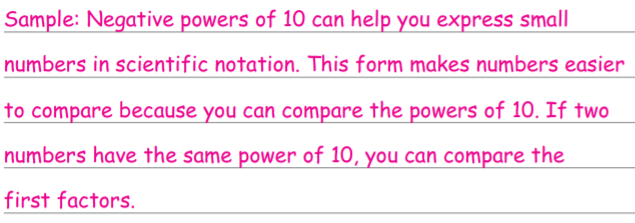 Sample: Negative powers of 10 can help you express small
numbers in scientific notation. This form makes numbers easier
to compare because you can compare the powers of 10. If two
numbers have the same power of 10, you can compare the
first factors.